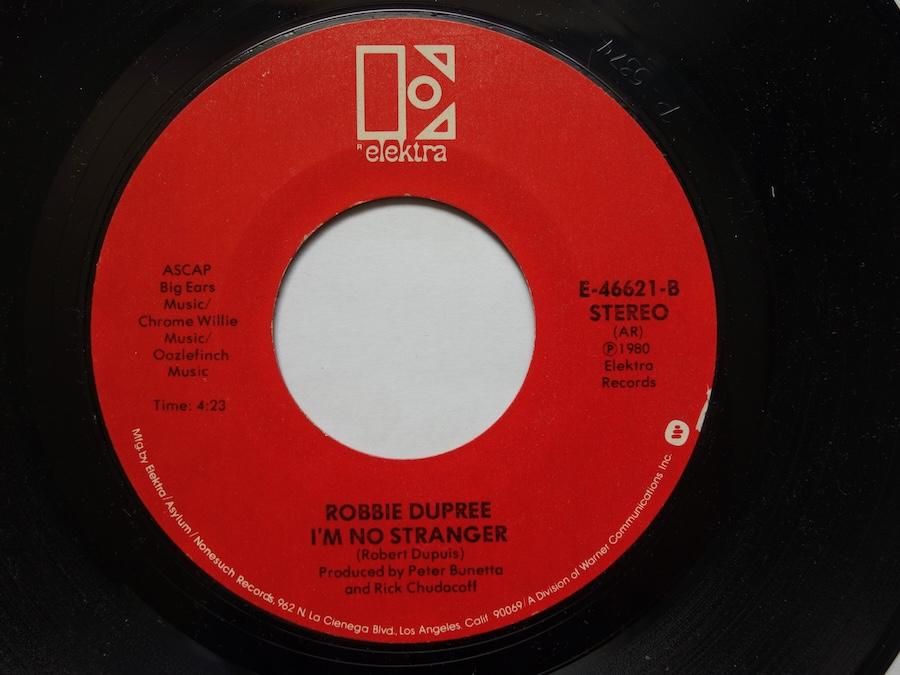 R elektra
ASCAP
Big Ears
Music/
Chrome Willie
Music/
Oozlefinch
Music
Time: 4:23
E-46621-B
STEREO
(AR)
Ⓟ1980
Elektra
Records
ROBBIE DUPREE
I'M NO STRANGER
(Robert Dupuis)
Produced by Peter Bunetta
and Rick Chudacoff
Mfg. by Elektra/Asylum/Nonesuch Records, 962 N. La Cienega Blvd., Los Angeles, Calif. 90069/A Division of Warner Communications Inc.